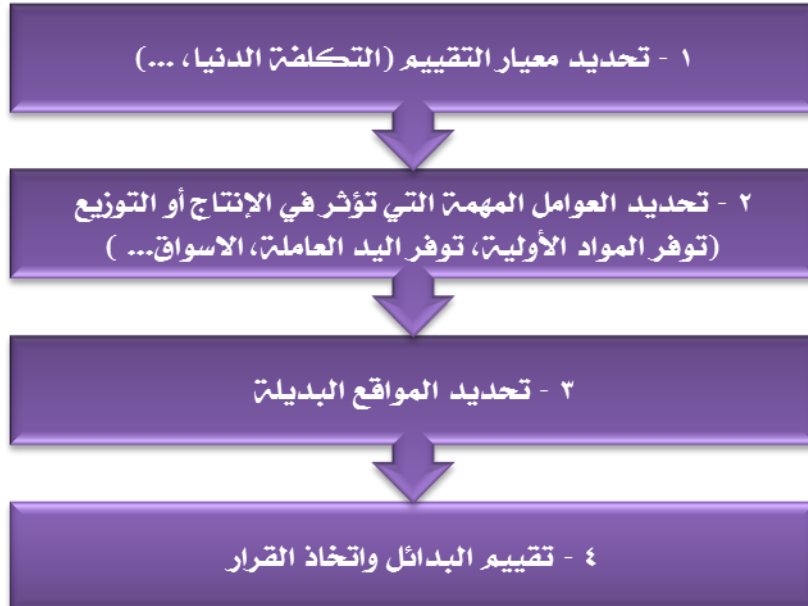 ١ - تحديد معيار التقييم (التكلفة الدنيا، ...)
٢ - تحديد العوامل المهمة التي تؤثر في الإنتاج أو التوزيع
(توفر المواد الأولية، توفر اليد العاملة، الاسواق... )
٣ - تحديد المواقع البديلة
٤ - تقييم البدائل واتخاذ القرار